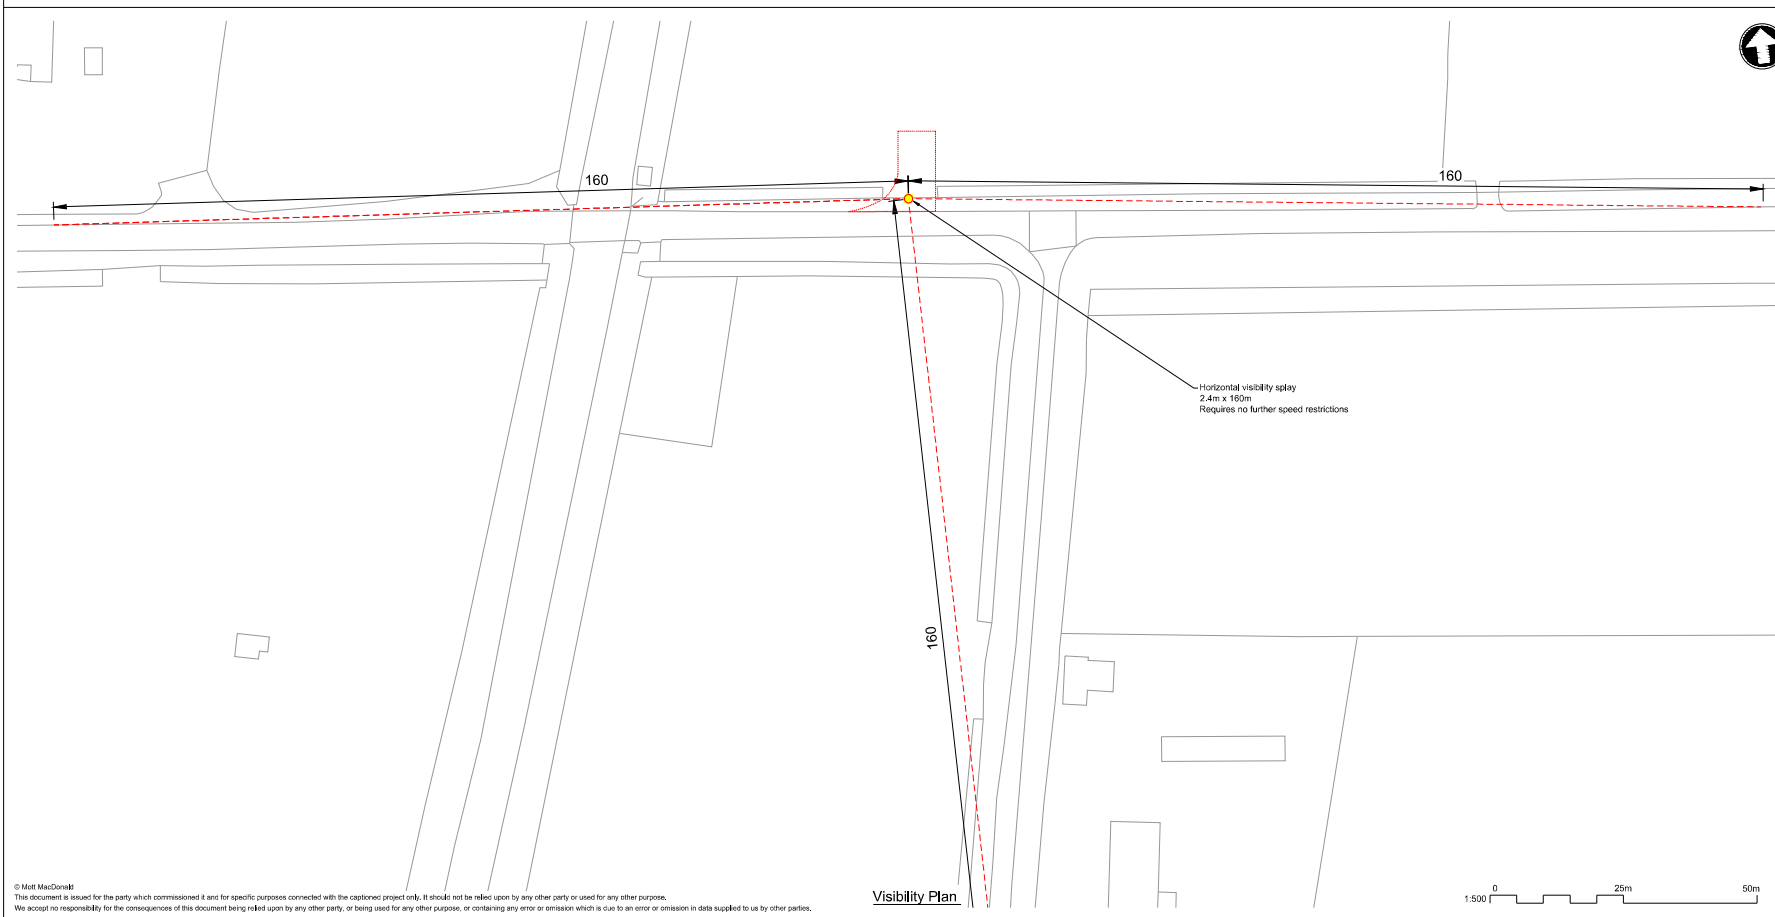 160
160
Horizontal visibility splay
2.4m x 160m
Requires no further speed restrictions
160
© Mott MacDonald
This document is issued for the party which commissioned it and for specific purposes connected with the captioned project only. It should not be relied upon by any other party or used for any other purpose.
We accept no responsibility for the consequences of this document being relied upon by any other party, or being used for any other purpose, or containing any error or omission which is due to an error or omission in data supplied to us by other parties.
Visibility Plan
0 25m 50m
1:500